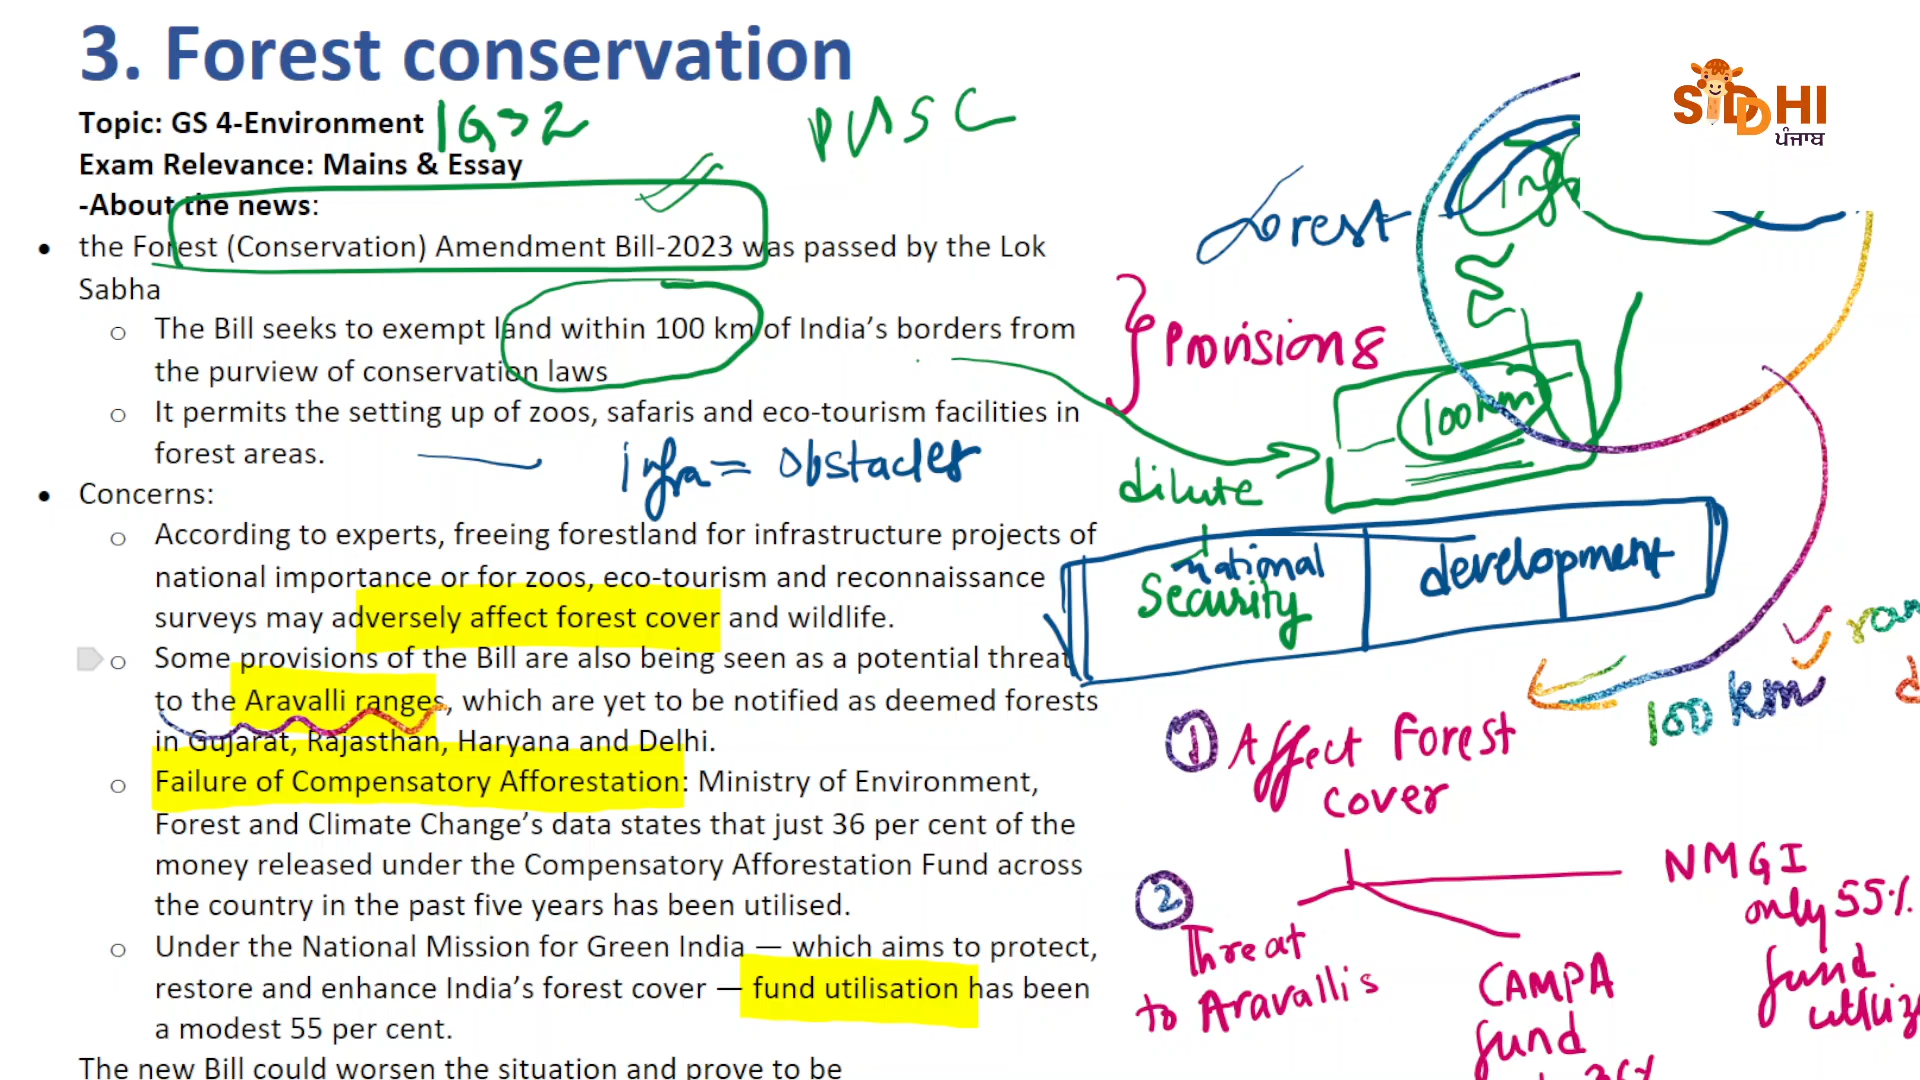 3. Forest conservation
Topic: GS 4-Environment | GS 2
PUSC
Exam Relevance: Mains & Essay
-About the news:
• the Forest (Conservation) Amendment Bill-2023 was passed by the Lok
Sabha
o The Bill seeks to exempt land within 100 km of India's borders from
the purview of conservation laws
o It permits the setting up of zoos, safaris and eco-tourism facilities in
forest areas.
infra = obstacles
• Concerns:
o According to experts, freeing forestland for infrastructure projects of
national importance or for zoos, eco-tourism and reconnaissance
surveys may adversely affect forest cover and wildlife.
o Some provisions of the Bill are also being seen as a potential threat
to the Aravalli ranges, which are yet to be notified as deemed forests
in Gujarat, Rajasthan, Haryana and Delhi.
o Failure of Compensatory Afforestation: Ministry of Environment,
Forest and Climate Change's data states that just 36 per cent of the
money released under the Compensatory Afforestation Fund across
the country in the past five years has been utilised.
o Under the National Mission for Green India — which aims to protect,
restore and enhance India's forest cover — fund utilisation has been
a modest 55 per cent.
The new Bill could worsen the situation and prove to be
SIDDHI
ਪੰਜਾਬ
forest
Provisions
100 km
dilute
national
Security
development
100 km
① Affect Forest
cover
②
Threat
to Aravallis
CAMPA
fund
NMGI
only 55%
fund